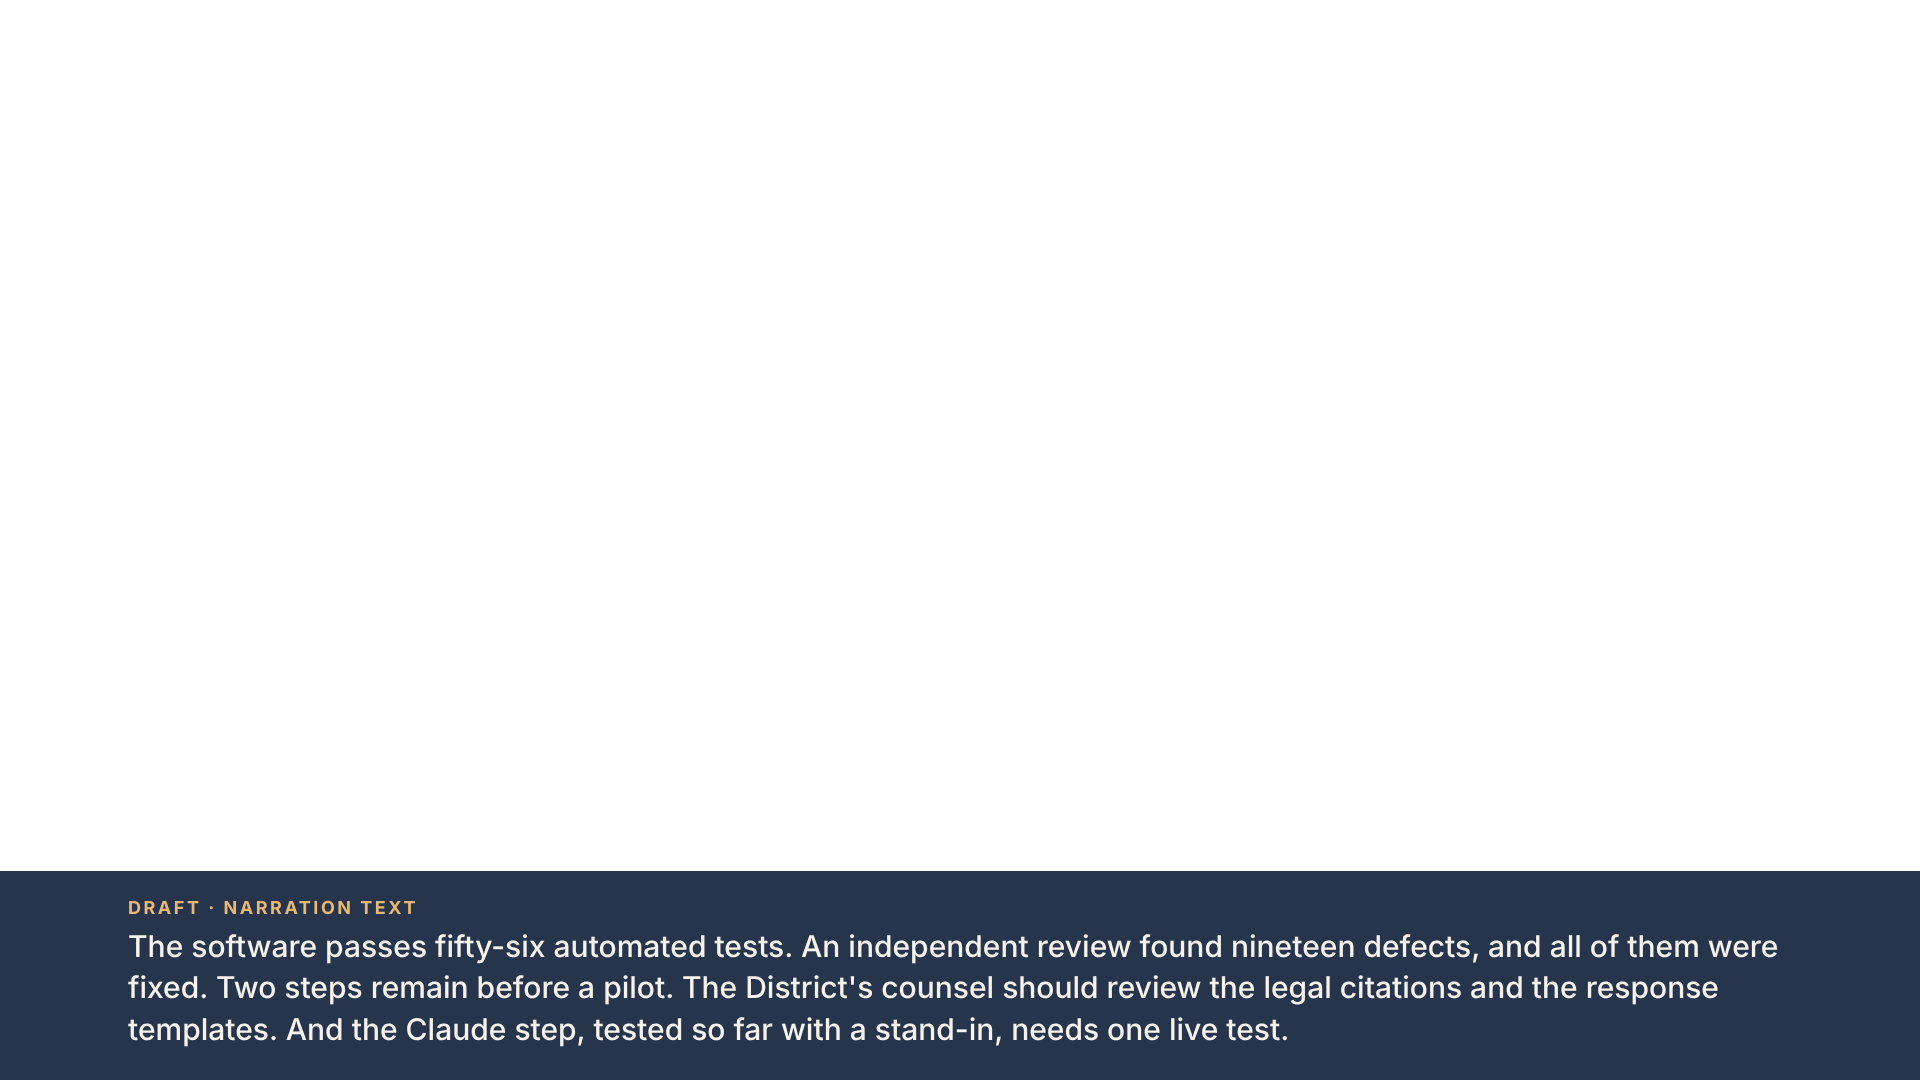 DRAFT · NARRATION TEXT
The software passes fifty-six automated tests. An independent review found nineteen defects, and all of them were
fixed. Two steps remain before a pilot. The District's counsel should review the legal citations and the response
templates. And the Claude step, tested so far with a stand-in, needs one live test.